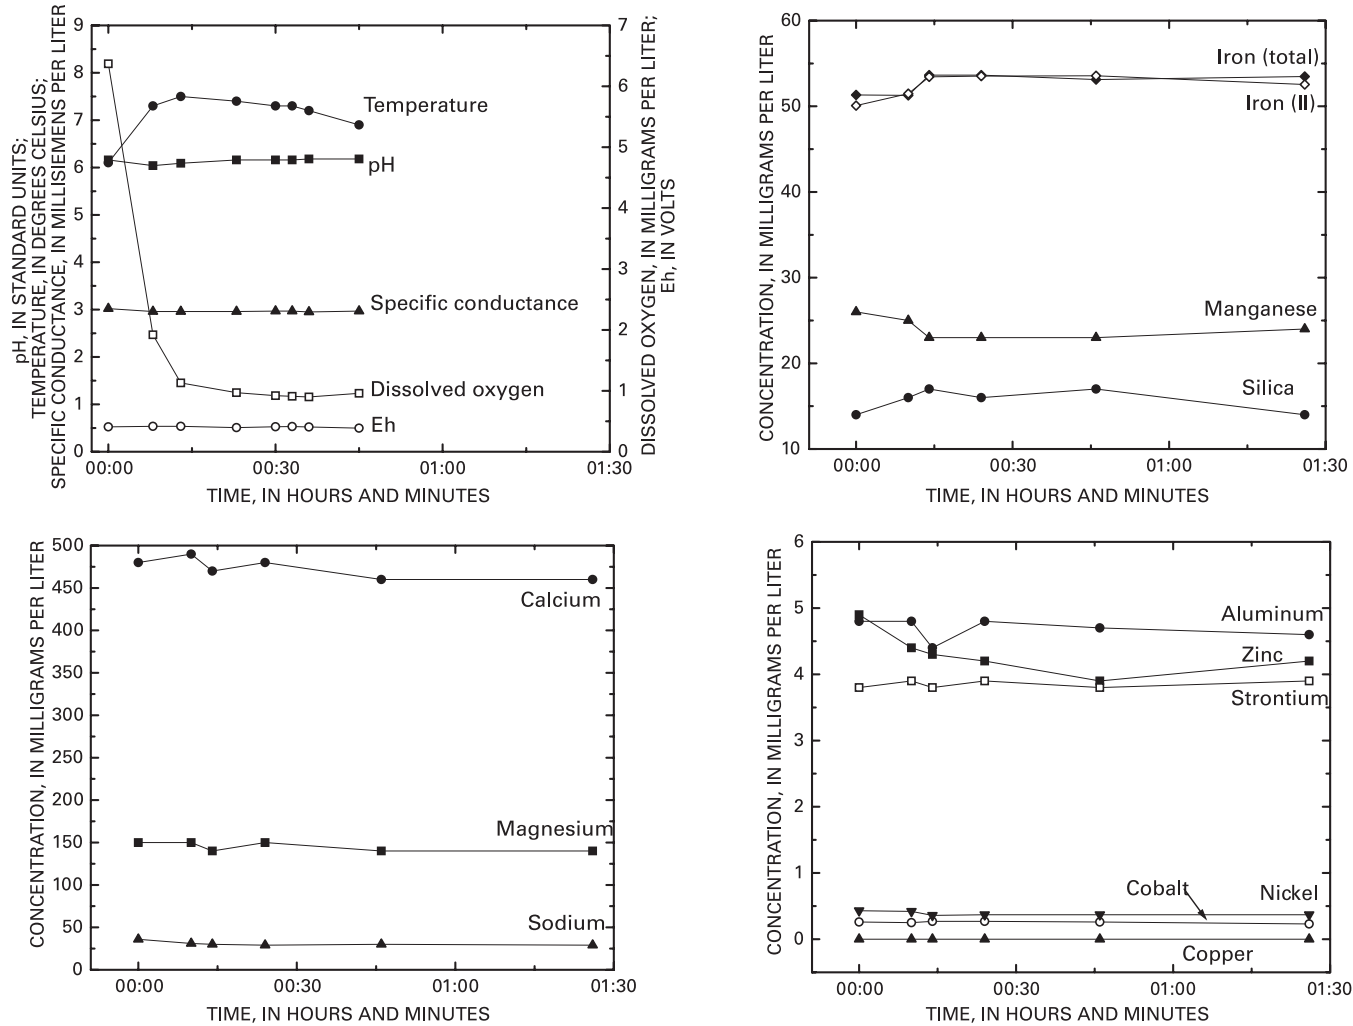 pH, IN STANDARD UNITS;
TEMPERATURE, IN DEGREES CELSIUS;
SPECIFIC CONDUCTANCE, IN MILLISIEMENS PER LITER
9
8
7
6
5
4
3
2
1
0
Temperature
pH
Specific conductance
Dissolved oxygen
Eh
7
6
5
4
3
2
1
0
DISSOLVED OXYGEN, IN MILLIGRAMS PER LITER;
Eh, IN VOLTS
00:00 00:30 01:00 01:30
TIME, IN HOURS AND MINUTES
CONCENTRATION, IN MILLIGRAMS PER LITER
60
50
40
30
20
10
Iron (total)
Iron (II)
Manganese
Silica
00:00 00:30 01:00 01:30
TIME, IN HOURS AND MINUTES
CONCENTRATION, IN MILLIGRAMS PER LITER
500
450
400
350
300
250
200
150
100
50
0
Calcium
Magnesium
Sodium
00:00 00:30 01:00 01:30
TIME, IN HOURS AND MINUTES
CONCENTRATION, IN MILLIGRAMS PER LITER
6
5
4
3
2
1
0
Aluminum
Zinc
Strontium
Cobalt
Nickel
Copper
00:00 00:30 01:00 01:30
TIME, IN HOURS AND MINUTES